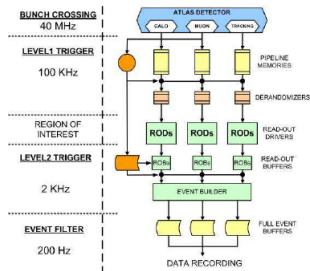 BUNCH CROSSING
40 MHz
ATLAS DETECTOR
CALO
MUON
TRACKING
LEVEL1 TRIGGER
100 KHz
PIPELINE
MEMORIES
DERANDOMIZERS
REGION OF
INTEREST
RODs
RODs
RODs
READ-OUT
DRIVERS
LEVEL2 TRIGGER
ROBs
ROBs
ROBs
READ-OUT
BUFFERS
2 KHz
EVENT BUILDER
EVENT FILTER
200 Hz
FULL EVENT
BUFFERS
DATA RECORDING